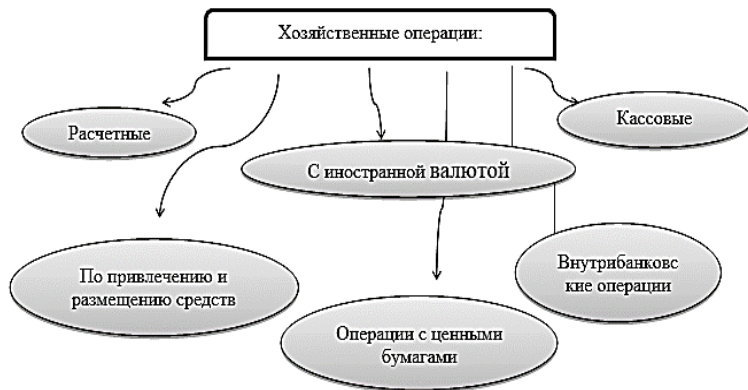 Хозяйственные операции:
Расчетные
Кассовые
С иностранной валютой
По привлечению и
размещению средств
Внутрибанковс
кие операции
Операции с ценными
бумагами